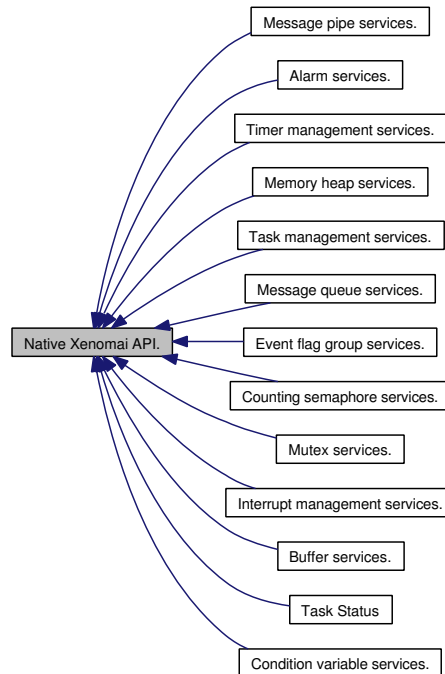 Message pipe services.
Alarm services.
Timer management services.
Memory heap services.
Task management services.
Message queue services.
Native Xenomai API.
Event flag group services.
Counting semaphore services.
Mutex services.
Interrupt management services.
Buffer services.
Task Status
Condition variable services.